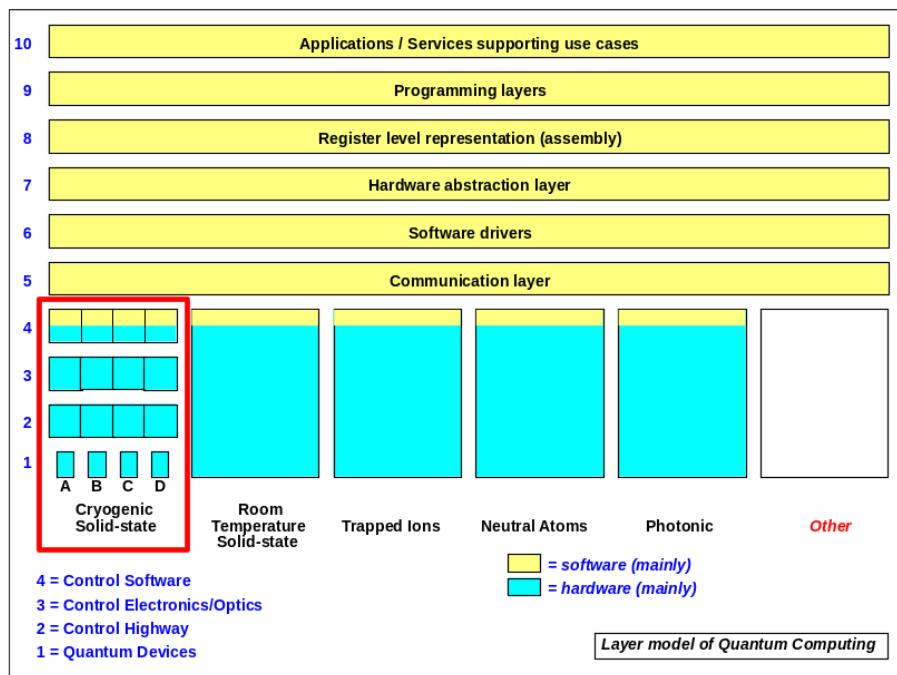 10 Applications / Services supporting use cases
9 Programming layers
8 Register level representation (assembly)
7 Hardware abstraction layer
6 Software drivers
5 Communication layer
4
3
2
1
A B C D
Cryogenic
Solid-state
Room
Temperature
Solid-state
Trapped Ions
Neutral Atoms
Photonic
Other
= software (mainly)
= hardware (mainly)
4 = Control Software
3 = Control Electronics/Optics
2 = Control Highway
1 = Quantum Devices
Layer model of Quantum Computing